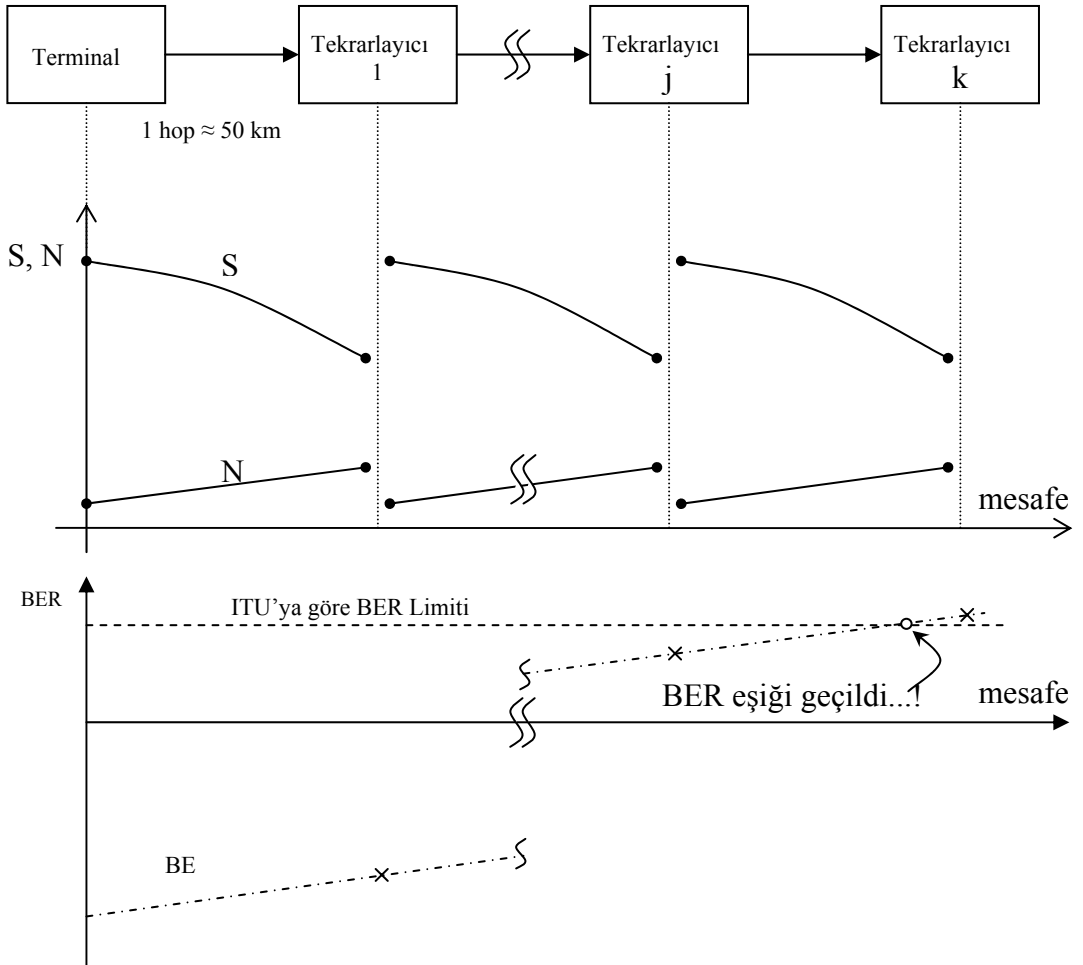 Terminal
Tekrarlayıcı
1
Tekrarlayıcı
j
Tekrarlayıcı
k
1 hop ≈ 50 km
S, N
S
N
mesafe
BER
ITU’ya göre BER Limiti
BER eşiği geçildi...!
mesafe
BE